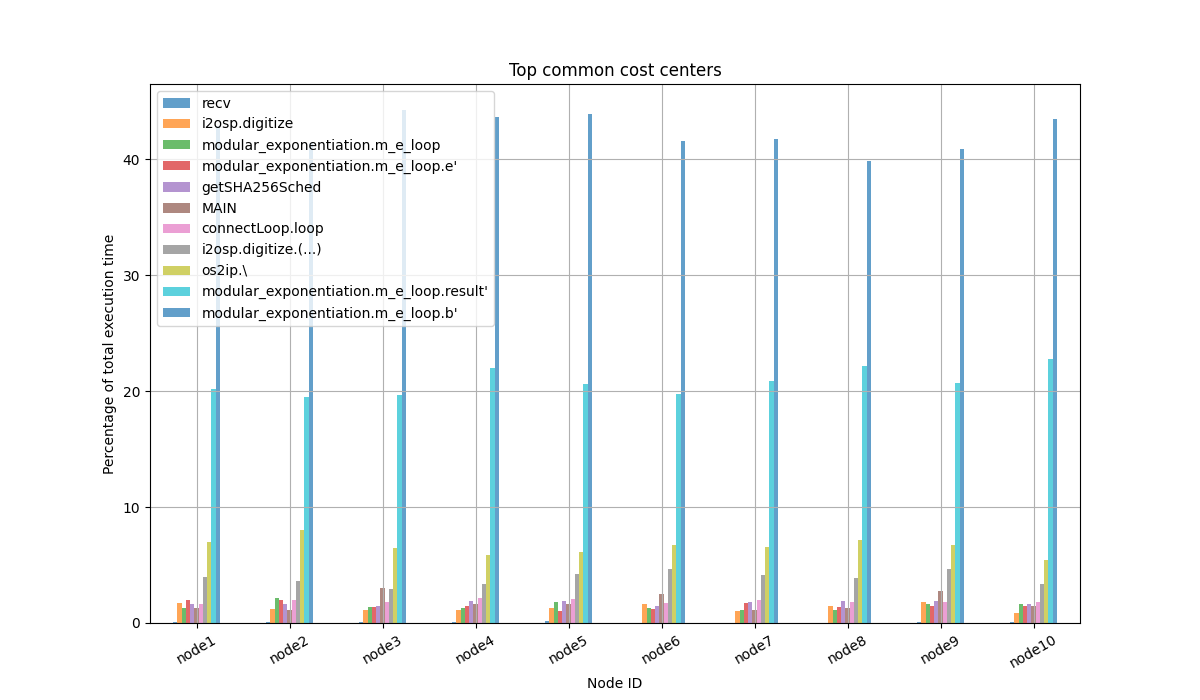 Top common cost centers
recv
i2osp.digitize
modular_exponentiation.m_e_loop
modular_exponentiation.m_e_loop.e'
getSHA256Sched
MAIN
connectLoop.loop
i2osp.digitize.(...)
os2ip.\
modular_exponentiation.m_e_loop.result'
modular_exponentiation.m_e_loop.b'
Percentage of total execution time
40
30
20
10
0
node1 node2 node3 node4 node5 node6 node7 node8 node9 node10
Node ID